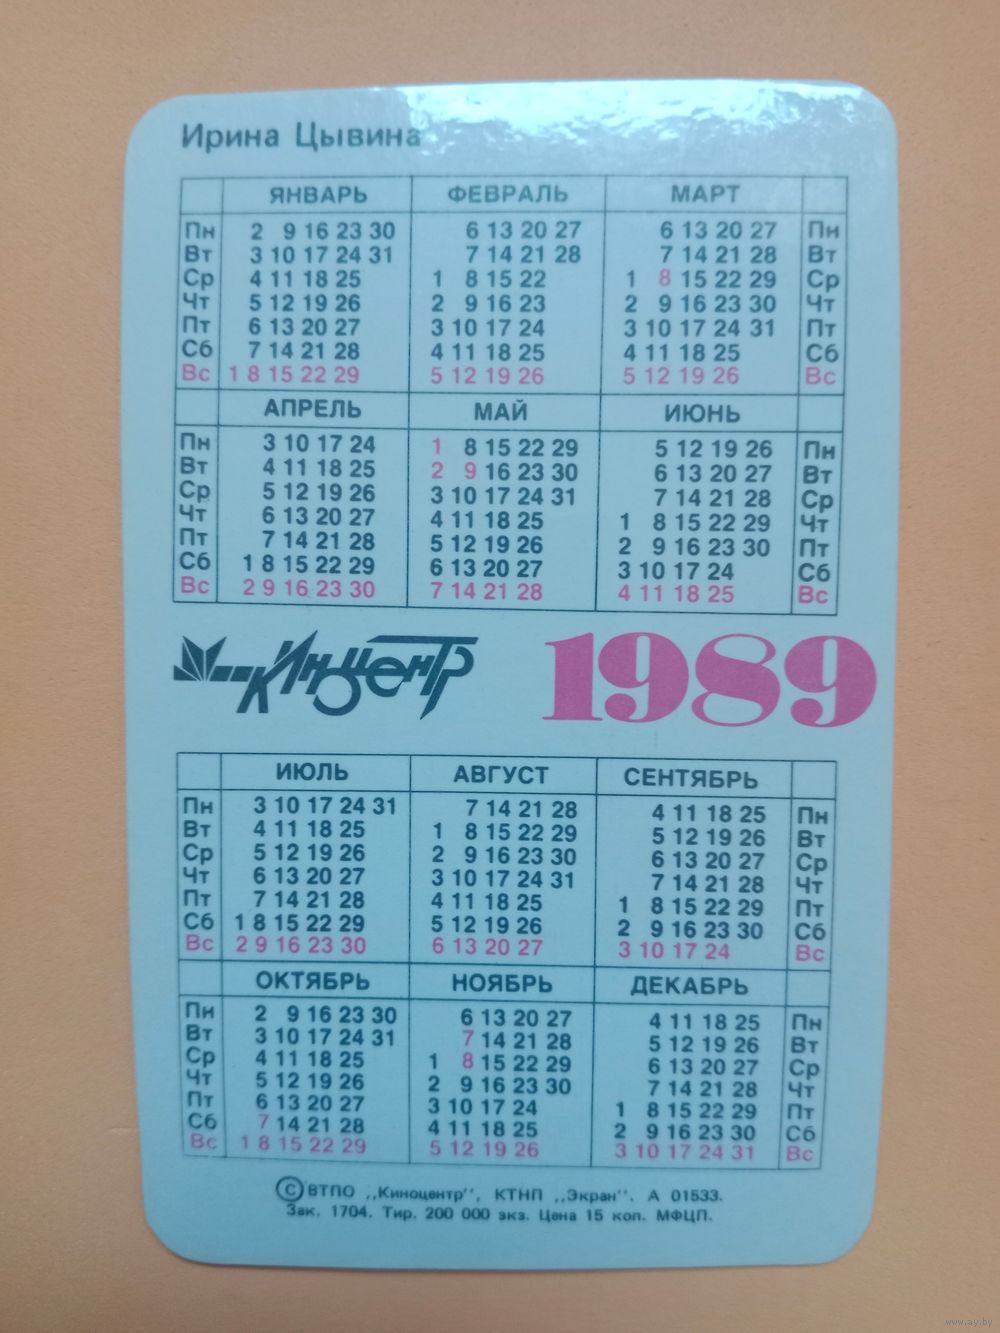 Ирина Цывина
ЯНВАРЬ ФЕВРАЛЬ МАРТ
Пн 2 9 16 23 30 6 13 20 27 6 13 20 27 Пн
Вт 3 10 17 24 31 7 14 21 28 7 14 21 28 Вт
Ср 4 11 18 25 1 8 15 22 1 8 15 22 29 Ср
Чт 5 12 19 26 2 9 16 23 2 9 16 23 30 Чт
Пт 6 13 20 27 3 10 17 24 3 10 17 24 31 Пт
Сб 7 14 21 28 4 11 18 25 4 11 18 25 Сб
Вс 1 8 15 22 29 5 12 19 26 5 12 19 26 Вс
АПРЕЛЬ МАЙ ИЮНЬ
Пн 3 10 17 24 1 8 15 22 29 5 12 19 26 Пн
Вт 4 11 18 25 2 9 16 23 30 6 13 20 27 Вт
Ср 5 12 19 26 3 10 17 24 31 7 14 21 28 Ср
Чт 6 13 20 27 4 11 18 25 1 8 15 22 29 Чт
Пт 7 14 21 28 5 12 19 26 2 9 16 23 30 Пт
Сб 1 8 15 22 29 6 13 20 27 3 10 17 24 Сб
Вс 2 9 16 23 30 7 14 21 28 4 11 18 25 Вс
Киноцентр 1989
ИЮЛЬ АВГУСТ СЕНТЯБРЬ
Пн 3 10 17 24 31 7 14 21 28 4 11 18 25 Пн
Вт 4 11 18 25 1 8 15 22 29 5 12 19 26 Вт
Ср 5 12 19 26 2 9 16 23 30 6 13 20 27 Ср
Чт 6 13 20 27 3 10 17 24 31 7 14 21 28 Чт
Пт 7 14 21 28 4 11 18 25 1 8 15 22 29 Пт
Сб 1 8 15 22 29 5 12 19 26 2 9 16 23 30 Сб
Вс 2 9 16 23 30 6 13 20 27 3 10 17 24 Вс
ОКТЯБРЬ НОЯБРЬ ДЕКАБРЬ
Пн 2 9 16 23 30 6 13 20 27 4 11 18 25 Пн
Вт 3 10 17 24 31 7 14 21 28 5 12 19 26 Вт
Ср 4 11 18 25 1 8 15 22 29 6 13 20 27 Ср
Чт 5 12 19 26 2 9 16 23 30 7 14 21 28 Чт
Пт 6 13 20 27 3 10 17 24 1 8 15 22 29 Пт
Сб 7 14 21 28 4 11 18 25 2 9 16 23 30 Сб
Вс 1 8 15 22 29 5 12 19 26 3 10 17 24 31 Вс
© ВТПО ,,Киноцентр'', КТНП ,,Экран''. А 01533.
Зак. 1704. Тир. 200 000 экз. Цена 15 коп. МФЦП.
www.ay.by